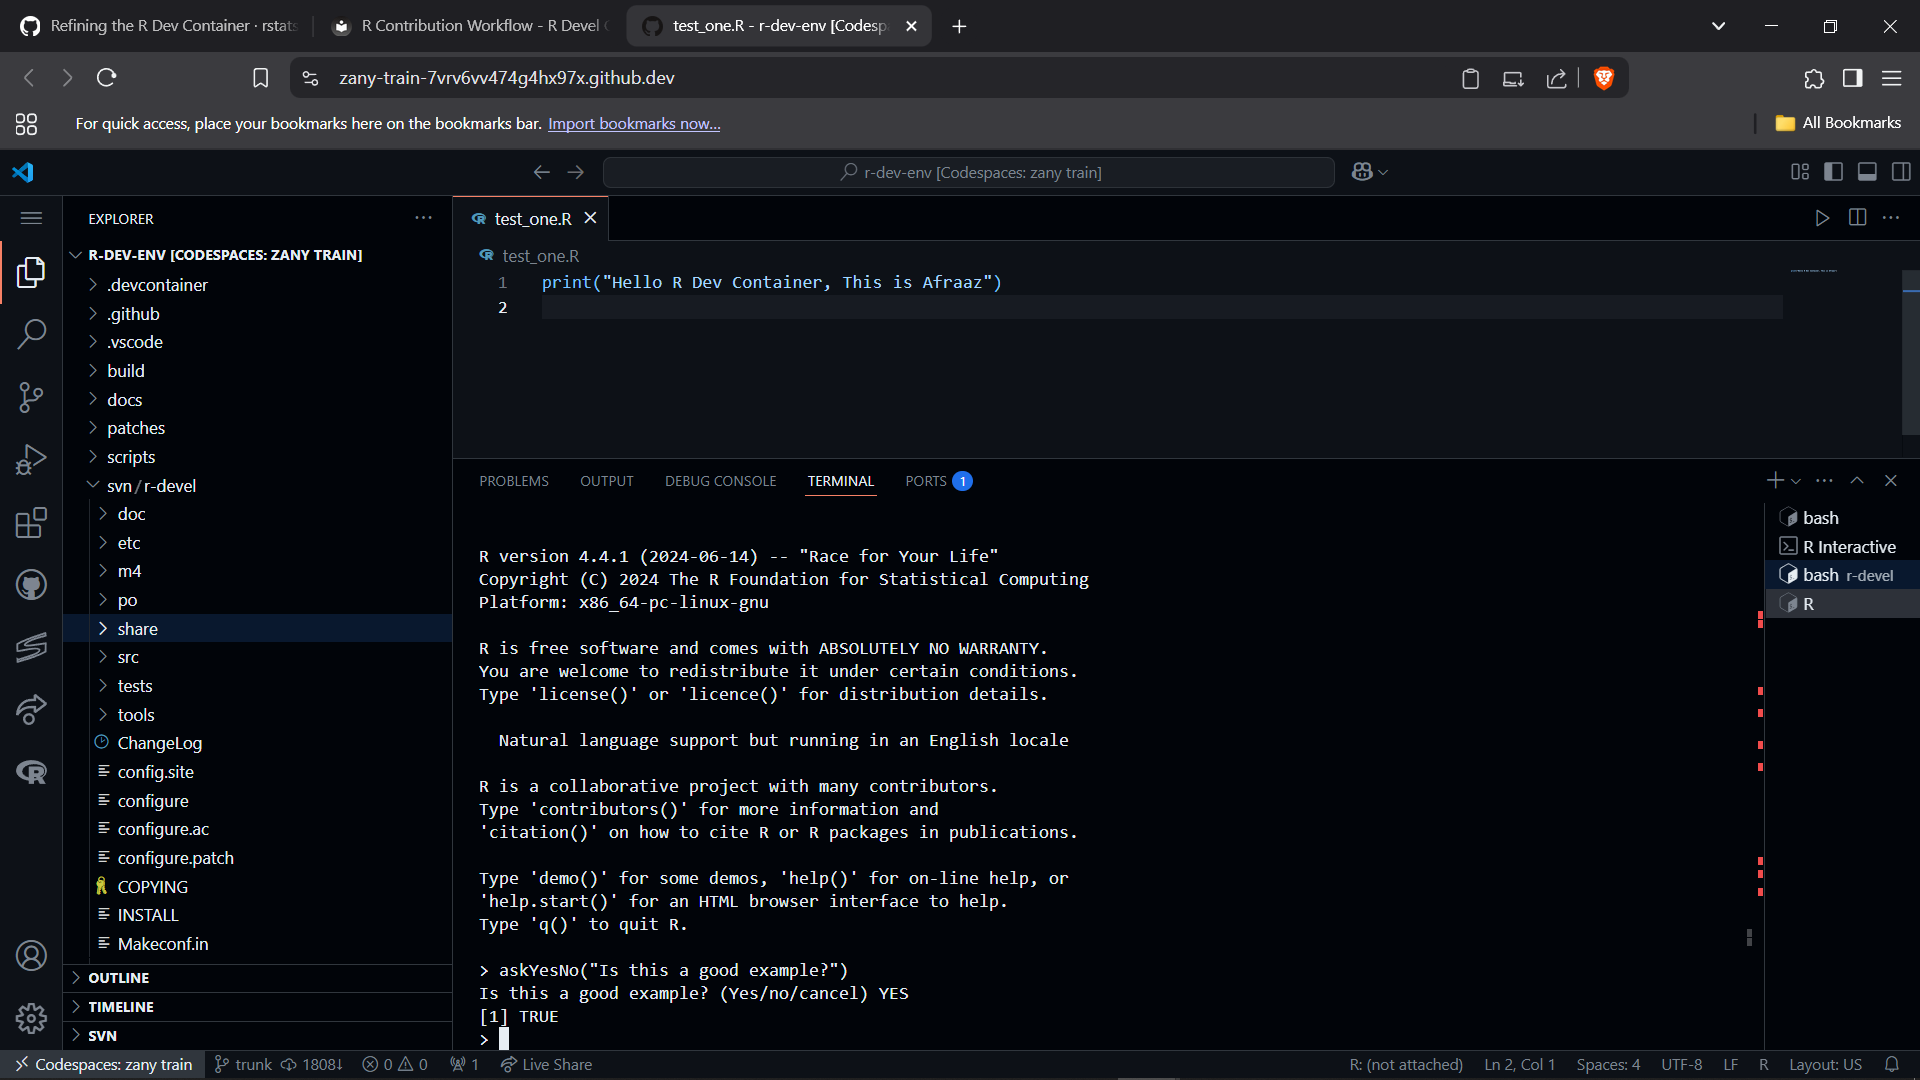 Refining the R Dev Container · rstats
R Contribution Workflow - R Devel
test_one.R - r-dev-env [Codesp
zany-train-7vrv6vv474g4hx97x.github.dev
For quick access, place your bookmarks here on the bookmarks bar. Import bookmarks now...
All Bookmarks
r-dev-env [Codespaces: zany train]
EXPLORER
R-DEV-ENV [CODESPACES: ZANY TRAIN]
.devcontainer
.github
.vscode
build
docs
patches
scripts
svn/r-devel
doc
etc
m4
po
share
src
tests
tools
ChangeLog
config.site
configure
configure.ac
configure.patch
COPYING
INSTALL
Makeconf.in
OUTLINE
TIMELINE
SVN
test_one.R
test_one.R
1 print("Hello R Dev Container, This is Afraaz")
2
PROBLEMS
OUTPUT
DEBUG CONSOLE
TERMINAL
PORTS 1
R version 4.4.1 (2024-06-14) -- "Race for Your Life"
Copyright (C) 2024 The R Foundation for Statistical Computing
Platform: x86_64-pc-linux-gnu
R is free software and comes with ABSOLUTELY NO WARRANTY.
You are welcome to redistribute it under certain conditions.
Type 'license()' or 'licence()' for distribution details.
Natural language support but running in an English locale
R is a collaborative project with many contributors.
Type 'contributors()' for more information and
'citation()' on how to cite R or R packages in publications.
Type 'demo()' for some demos, 'help()' for on-line help, or
'help.start()' for an HTML browser interface to help.
Type 'q()' to quit R.
> askYesNo("Is this a good example?")
Is this a good example? (Yes/no/cancel) YES
[1] TRUE
>
bash
R Interactive
bash r-devel
R
Codespaces: zany train
trunk
1808↓
0
0
1
Live Share
R: (not attached)
Ln 2, Col 1
Spaces: 4
UTF-8
LF
R
Layout: US